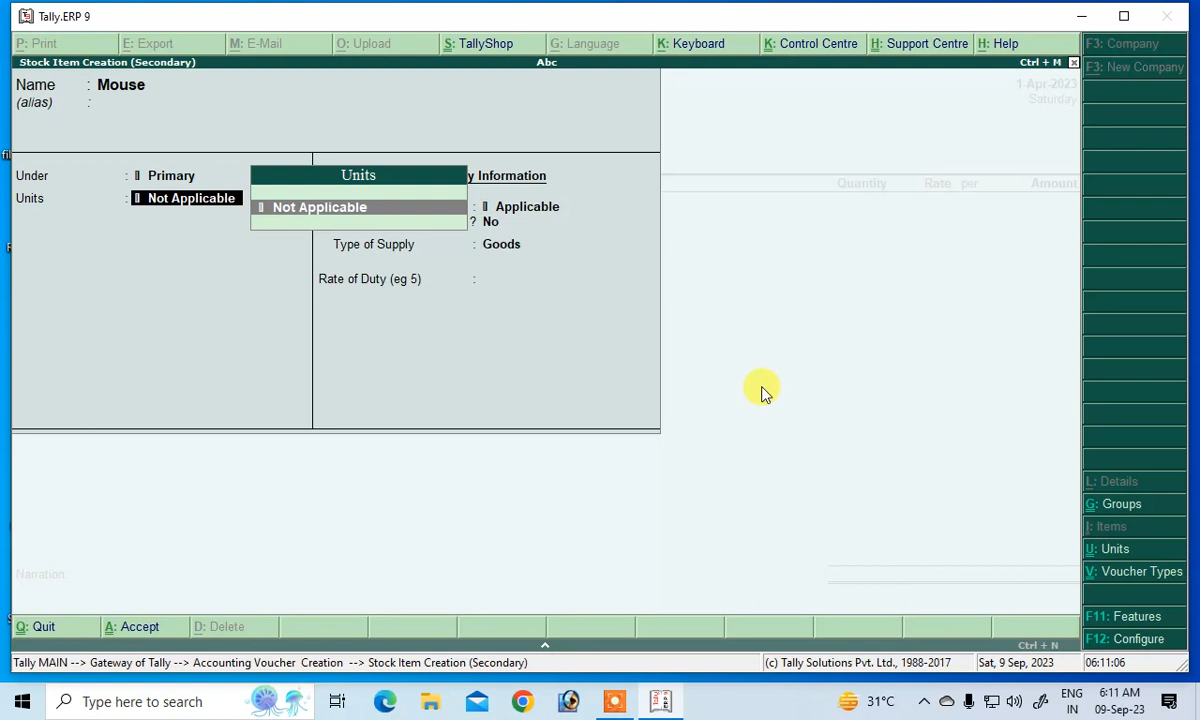 Tally.ERP 9
P: Print E: Export M: E-Mail O: Upload S: TallyShop G: Language K: Keyboard K: Control Centre H: Support Centre H: Help F3: Company
Stock Item Creation (Secondary) Abc Ctrl + M x F3: New Company
Name : Mouse
(alias) :
1-Apr-2023
Saturday
Under : Primary Units y Information
Units : Not Applicable Quantity Rate per Amount
Not Applicable : Applicable
? No
Type of Supply : Goods
Rate of Duty (eg 5) :
L: Details
G: Groups
I: Items
U: Units
V: Voucher Types
Narration:
F11: Features
Q: Quit A: Accept D: Delete
F12: Configure
Ctrl + N
Tally MAIN --> Gateway of Tally --> Accounting Voucher Creation --> Stock Item Creation (Secondary) (c) Tally Solutions Pvt. Ltd., 1988-2017 Sat, 9 Sep, 2023 06:11:06
Type here to search 31°C ENG IN 6:11 AM 09-Sep-23